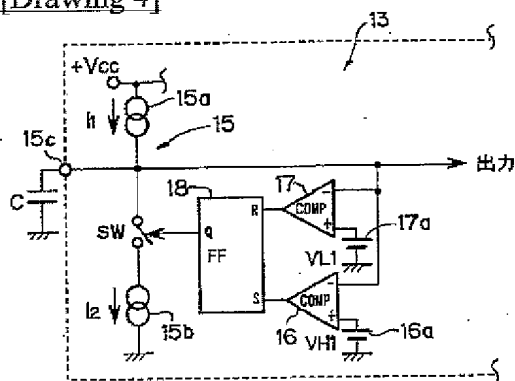 [Drawing 4]
13
+Vcc
15a
I1
15
15c
出力
C
18
17
R
COMP
-
+
17a
SW
q
FF
VL1
I2
S
COMP
-
+
15b
16
VH1
16a